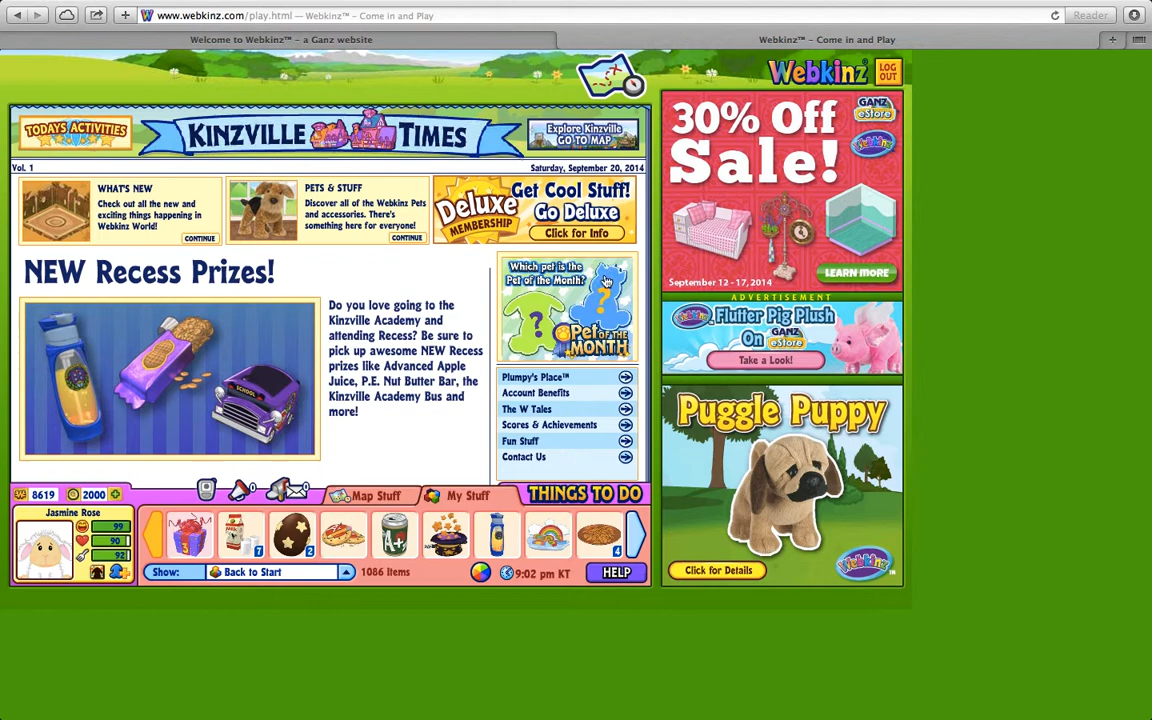 www.webkinz.com/play.html — Webkinz™ – Come in and Play
Reader
Welcome to Webkinz™ – a Ganz website
Webkinz™ – Come in and Play
Webkinz
LOG OUT
TODAYS ACTIVITIES
KINZVILLE TIMES
Explore Kinzville
GO TO MAP
Vol. 1
Saturday, September 20, 2014
WHAT'S NEW
Check out all the new and
exciting things happening in
Webkinz World!
CONTINUE
PETS & STUFF
Discover all of the Webkinz Pets
and accessories. There's
something here for everyone!
CONTINUE
Deluxe
MEMBERSHIP
Get Cool Stuff!
Go Deluxe
Click for Info
NEW Recess Prizes!
Do you love going to the
Kinzville Academy and
attending Recess? Be sure to
pick up awesome NEW Recess
prizes like Advanced Apple
Juice, P.E. Nut Butter Bar, the
Kinzville Academy Bus and
more!
SCHOOL
Which pet is the
Pet of the Month?
?
?
Pet OF THE
MONTH
Plumpy's Place™
Account Benefits
The W Tales
Scores & Achievements
Fun Stuff
Contact Us
8619
2000
0
0
Map Stuff
My Stuff
THINGS TO DO
Jasmine Rose
99
90
92
3
7
2
A+
4
Show:
Back to Start
1086 Items
9:02 pm KT
HELP
30% Off
Sale!
GANZ
eStore
Webkinz
September 12 - 17, 2014
LEARN MORE
ADVERTISEMENT
Webkinz
Flutter Pig Plush
On GANZ eStore
Take a Look!
Puggle Puppy
Click for Details
Webkinz™